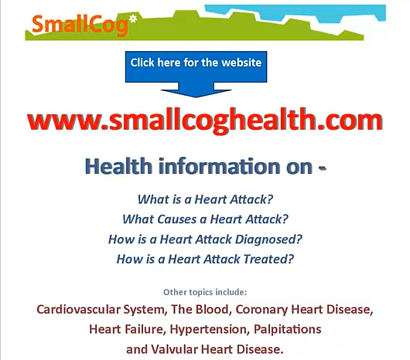 SmallCog
Click here for the website
www.smallcoghealth.com
Health information on -
What is a Heart Attack?
What Causes a Heart Attack?
How is a Heart Attack Diagnosed?
How is a Heart Attack Treated?
Other topics include:
Cardiovascular System, The Blood, Coronary Heart Disease,
Heart Failure, Hypertension, Palpitations
and Valvular Heart Disease.